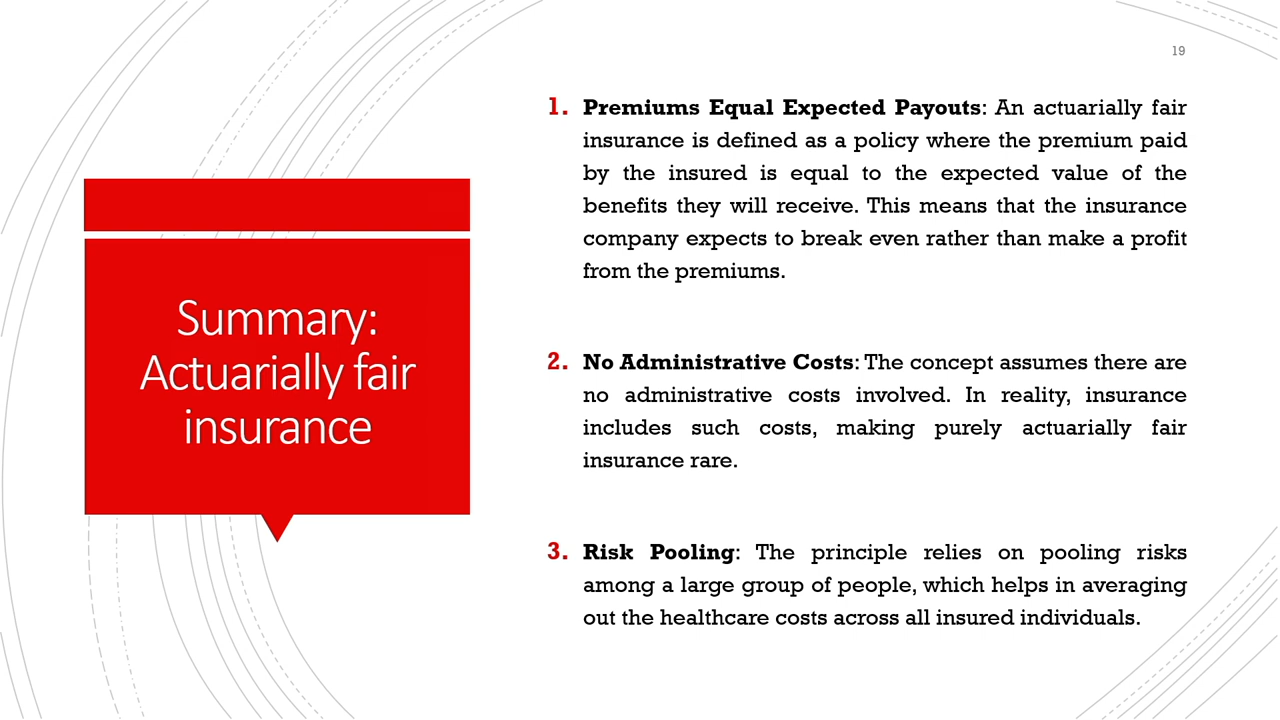 19
Summary:
Actuarially fair
insurance
1. Premiums Equal Expected Payouts: An actuarially fair
insurance is defined as a policy where the premium paid
by the insured is equal to the expected value of the
benefits they will receive. This means that the insurance
company expects to break even rather than make a profit
from the premiums.
2. No Administrative Costs: The concept assumes there are
no administrative costs involved. In reality, insurance
includes such costs, making purely actuarially fair
insurance rare.
3. Risk Pooling: The principle relies on pooling risks
among a large group of people, which helps in averaging
out the healthcare costs across all insured individuals.